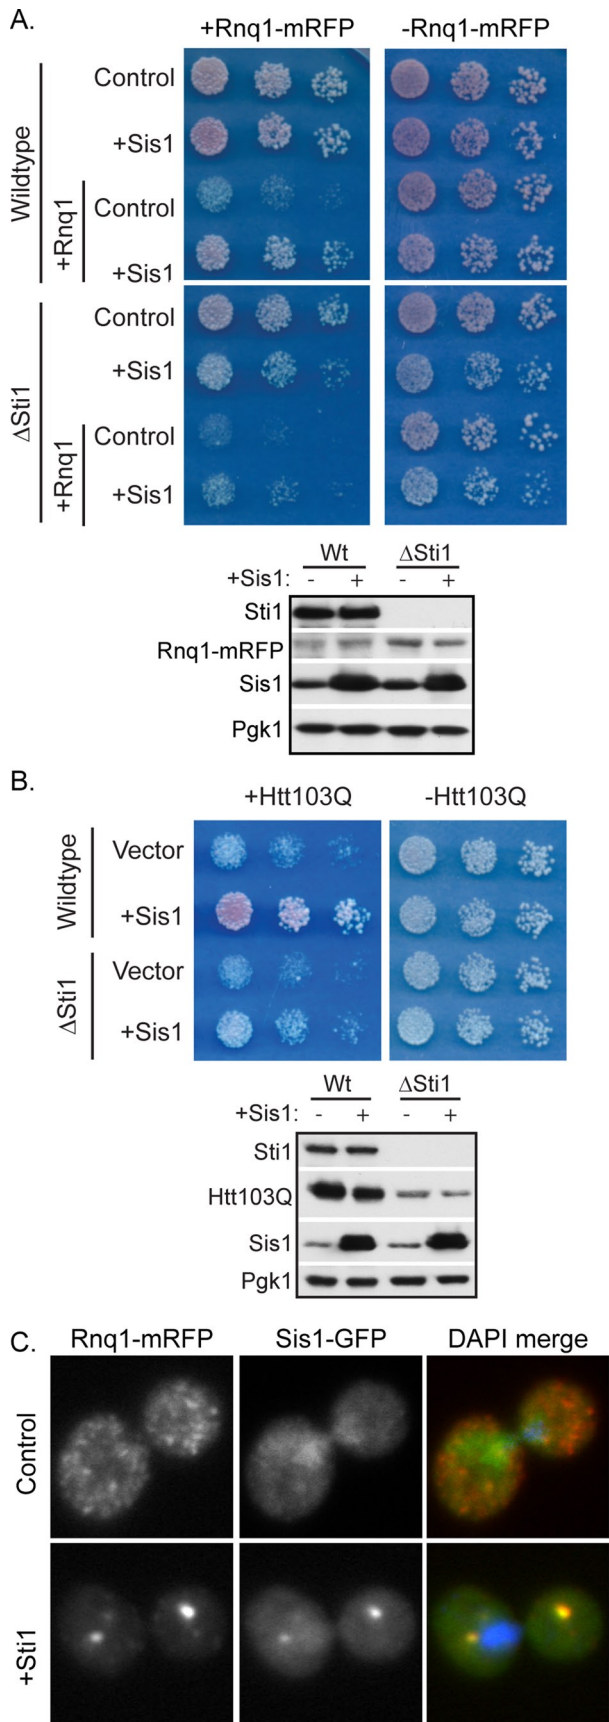 A.
+Rnq1-mRFP -Rnq1-mRFP
Wildtype
Control
+Sis1
+Rnq1
Control
+Sis1
ΔSti1
Control
+Sis1
+Rnq1
Control
+Sis1
Wt ΔSti1
+Sis1: - + - +
Sti1
Rnq1-mRFP
Sis1
Pgk1
B.
+Htt103Q -Htt103Q
Wildtype
Vector
+Sis1
ΔSti1
Vector
+Sis1
Wt ΔSti1
+Sis1: - + - +
Sti1
Htt103Q
Sis1
Pgk1
C.
Rnq1-mRFP Sis1-GFP DAPI merge
Control
+Sti1